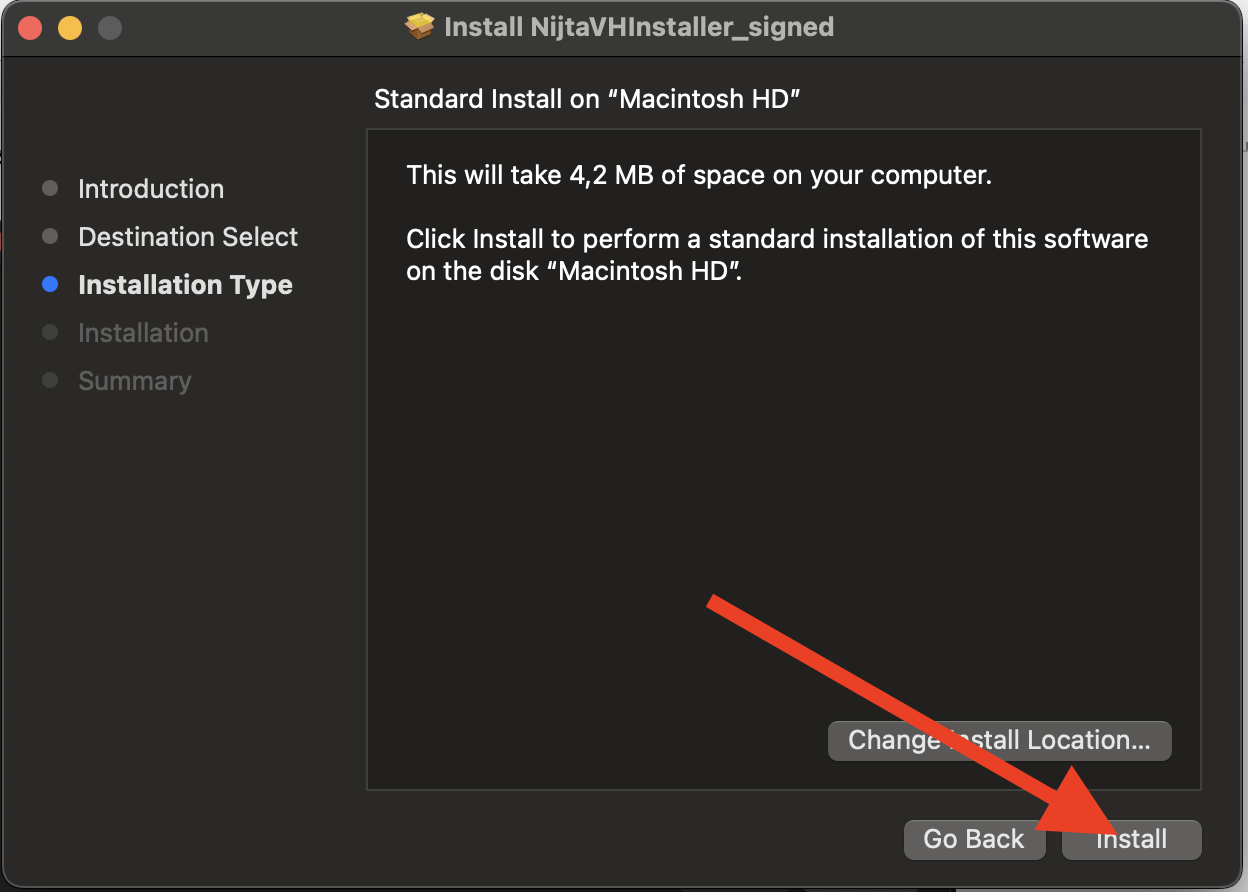 Install NijtaVHInstaller_signed
Standard Install on “Macintosh HD”
Introduction
Destination Select
Installation Type
Installation
Summary
This will take 4,2 MB of space on your computer.
Click Install to perform a standard installation of this software
on the disk “Macintosh HD”.
Change Install Location...
Go Back
Install